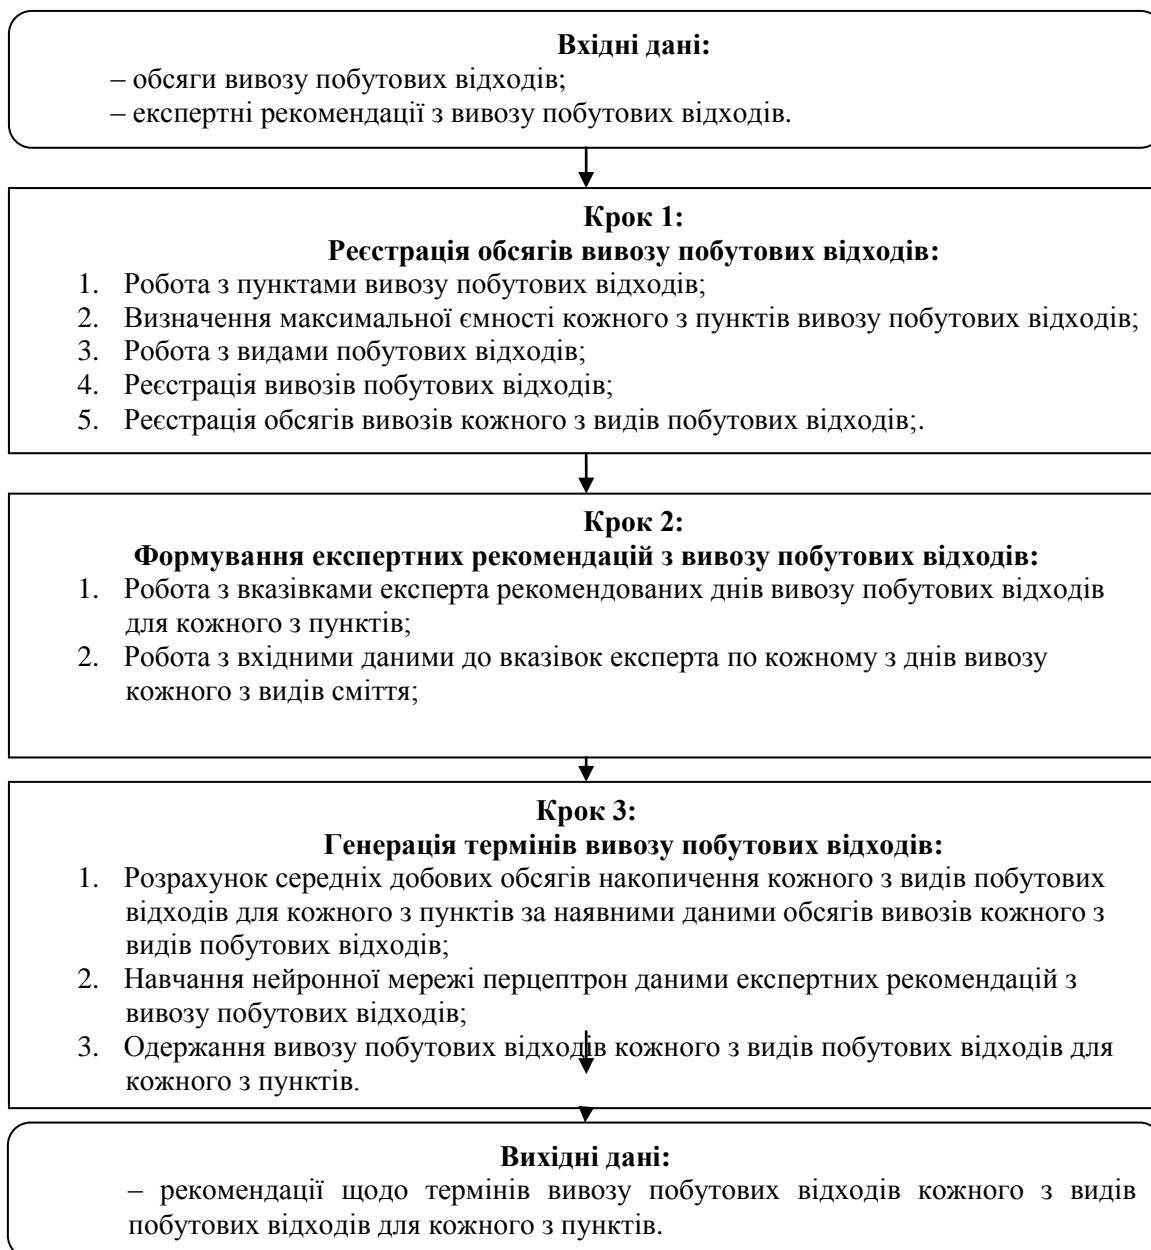 Вхідні дані:
– обсяги вивозу побутових відходів;
– експертні рекомендації з вивозу побутових відходів.
Крок 1:
Реєстрація обсягів вивозу побутових відходів:
1. Робота з пунктами вивозу побутових відходів;
2. Визначення максимальної ємності кожного з пунктів вивозу побутових відходів;
3. Робота з видами побутових відходів;
4. Реєстрація вивозів побутових відходів;
5. Реєстрація обсягів вивозів кожного з видів побутових відходів;.
Крок 2:
Формування експертних рекомендацій з вивозу побутових відходів:
1. Робота з вказівками експерта рекомендованих днів вивозу побутових відходів
для кожного з пунктів;
2. Робота з вхідними даними до вказівок експерта по кожному з днів вивозу
кожного з видів сміття;
Крок 3:
Генерація термінів вивозу побутових відходів:
1. Розрахунок середніх добових обсягів накопичення кожного з видів побутових
відходів для кожного з пунктів за наявними даними обсягів вивозів кожного з
видів побутових відходів;
2. Навчання нейронної мережі перцептрон даними експертних рекомендацій з
вивозу побутових відходів;
3. Одержання вивозу побутових відходів кожного з видів побутових відходів для
кожного з пунктів.
Вихідні дані:
– рекомендації щодо термінів вивозу побутових відходів кожного з видів
побутових відходів для кожного з пунктів.